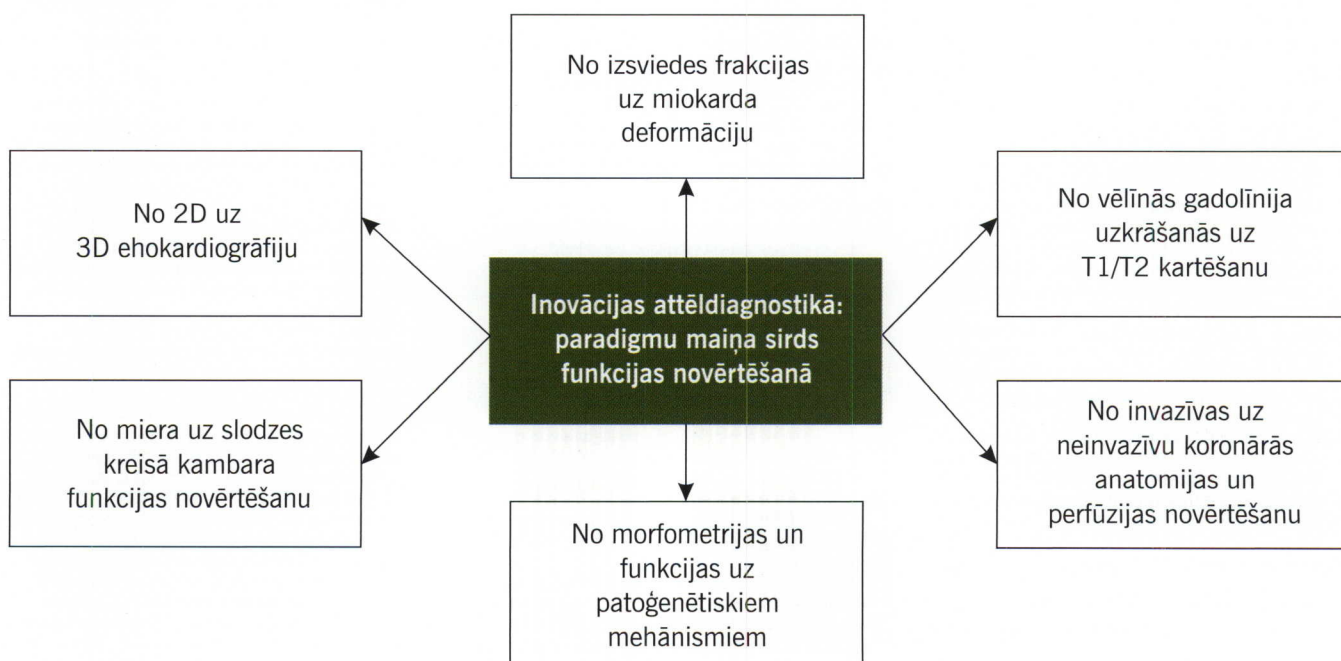 No izsviedes frakcijas
uz miokarda
deformāciju
No 2D uz
3D ehokardiogrāfiju
No vēlīnās gadolīnija
uzkrāšanās uz
T1/T2 kartēšanu
Inovācijas attēldiagnostikā:
paradigmu maiņa sirds
funkcijas novērtēšanā
No miera uz slodzes
kreisā kambara
funkcijas novērtēšanu
No invazīvas uz
neinvazīvu koronārās
anatomijas un
perfūzijas novērtēšanu
No morfometrijas un
funkcijas uz
patoģenētiskiem
mehānismiem